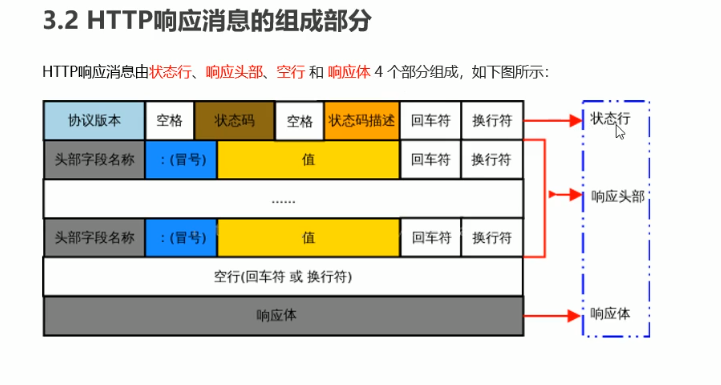 3.2 HTTP响应消息的组成部分
HTTP响应消息由状态行、响应头部、空行 和 响应体 4 个部分组成，如下图所示：
协议版本 空格 状态码 空格 状态码描述 回车符 换行符 状态行
头部字段名称 ：(冒号) 值 回车符 换行符
...... 响应头部
头部字段名称 ：(冒号) 值 回车符 换行符
空行(回车符 或 换行符)
响应体 响应体